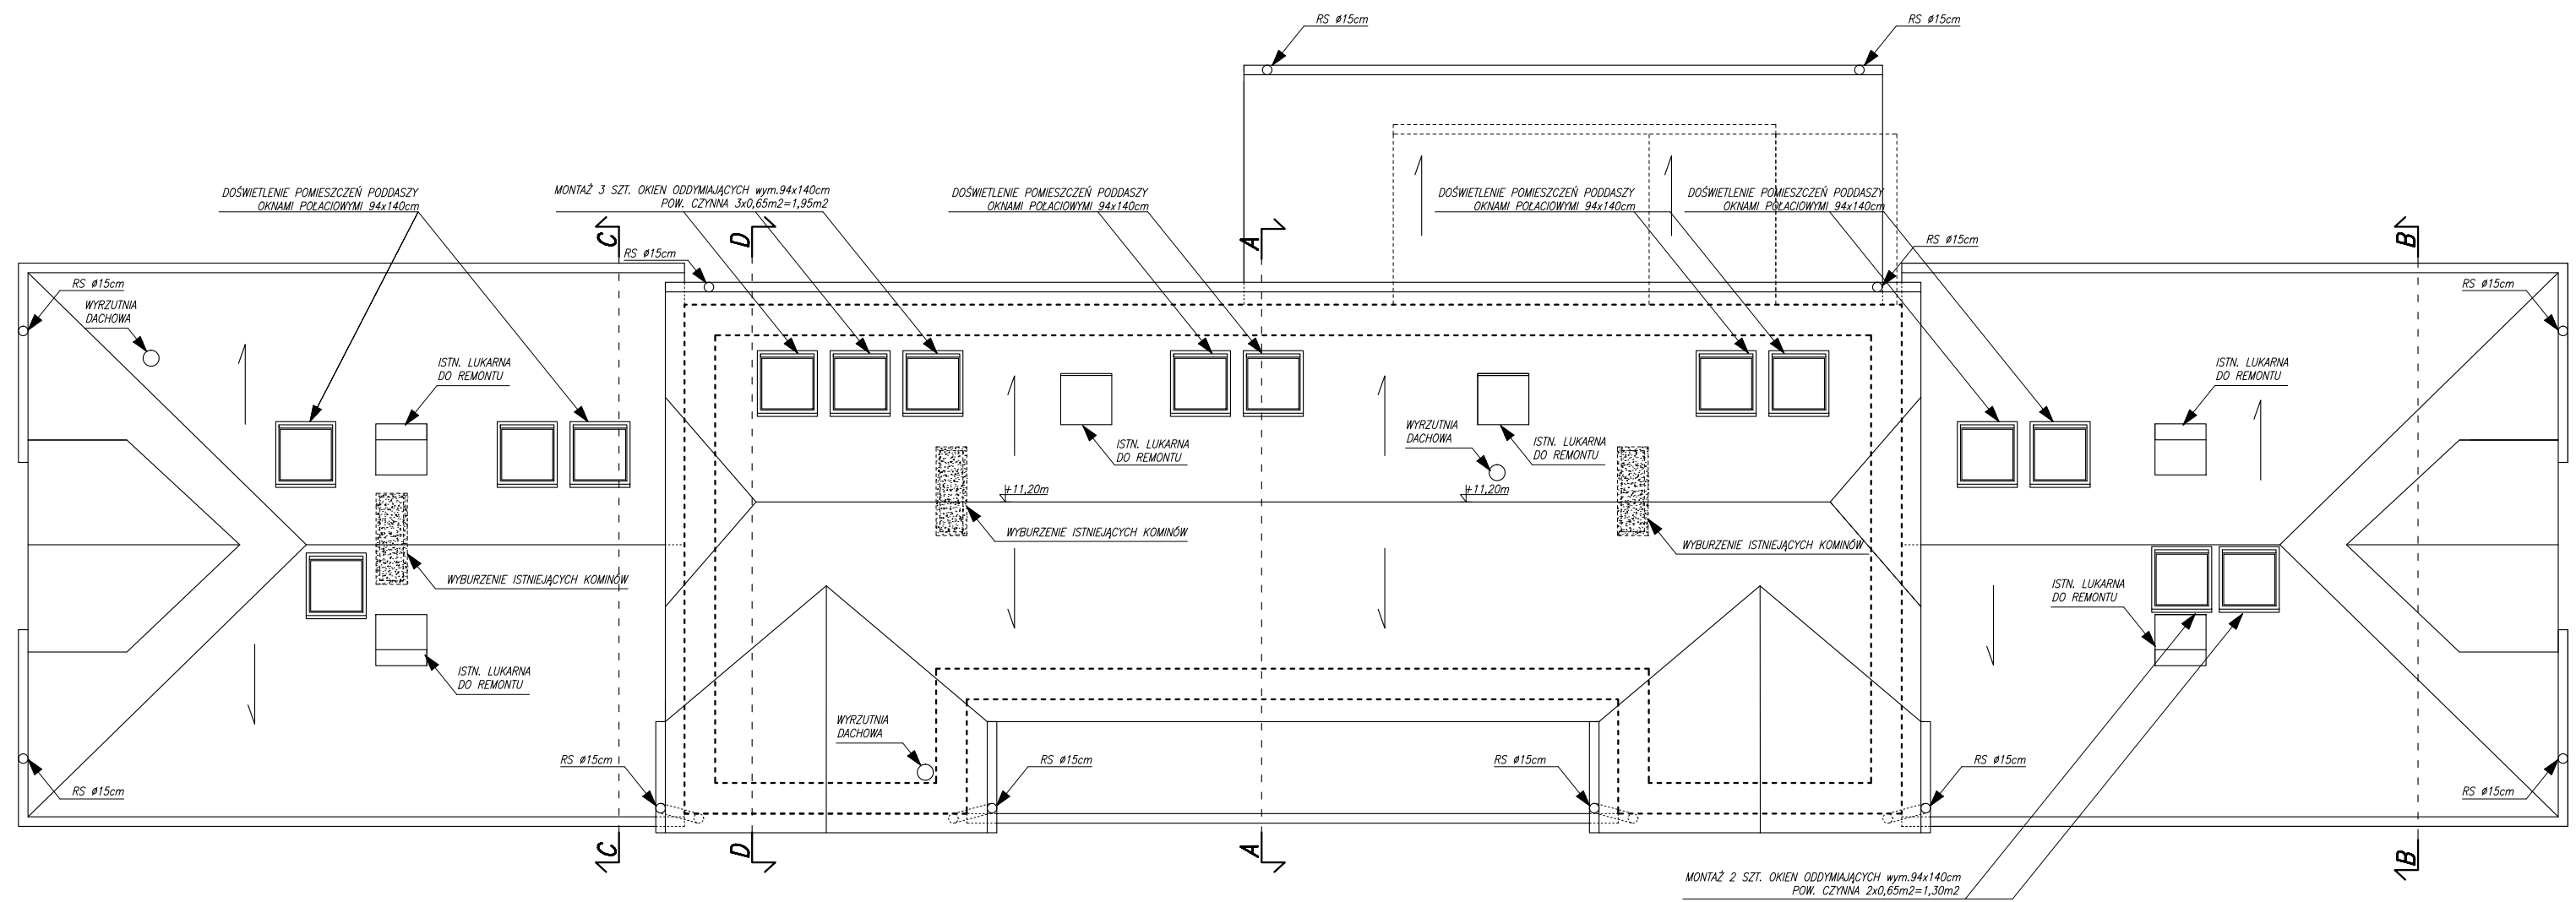 RS ø15cm
RS ø15cm
DOŚWIETLENIE POMIESZCZEŃ PODDASZY
OKNAMI POŁACIOWYMI 94x140cm
MONTAŻ 3 SZT. OKIEN ODDYMIAJĄCYCH wym.94x140cm
POW. CZYNNA 3x0,65m2=1,95m2
DOŚWIETLENIE POMIESZCZEŃ PODDASZY
OKNAMI POŁACIOWYMI 94x140cm
DOŚWIETLENIE POMIESZCZEŃ PODDASZY
OKNAMI POŁACIOWYMI 94x140cm
DOŚWIETLENIE POMIESZCZEŃ PODDASZY
OKNAMI POŁACIOWYMI 94x140cm
C
D
A
B
RS ø15cm
RS ø15cm
RS ø15cm
RS ø15cm
WYRZUTNIA
DACHOWA
ISTN. LUKARNA
DO REMONTU
ISTN. LUKARNA
DO REMONTU
WYRZUTNIA
DACHOWA
ISTN. LUKARNA
DO REMONTU
ISTN. LUKARNA
DO REMONTU
+11,20m
+11,20m
WYBURZENIE ISTNIEJĄCYCH KOMINÓW
WYBURZENIE ISTNIEJĄCYCH KOMINÓW
WYBURZENIE ISTNIEJĄCYCH KOMINÓW
ISTN. LUKARNA
DO REMONTU
ISTN. LUKARNA
DO REMONTU
WYRZUTNIA
DACHOWA
RS ø15cm
RS ø15cm
RS ø15cm
RS ø15cm
RS ø15cm
RS ø15cm
C
D
A
B
MONTAŻ 2 SZT. OKIEN ODDYMIAJĄCYCH wym.94x140cm
POW. CZYNNA 2x0,65m2=1,30m2